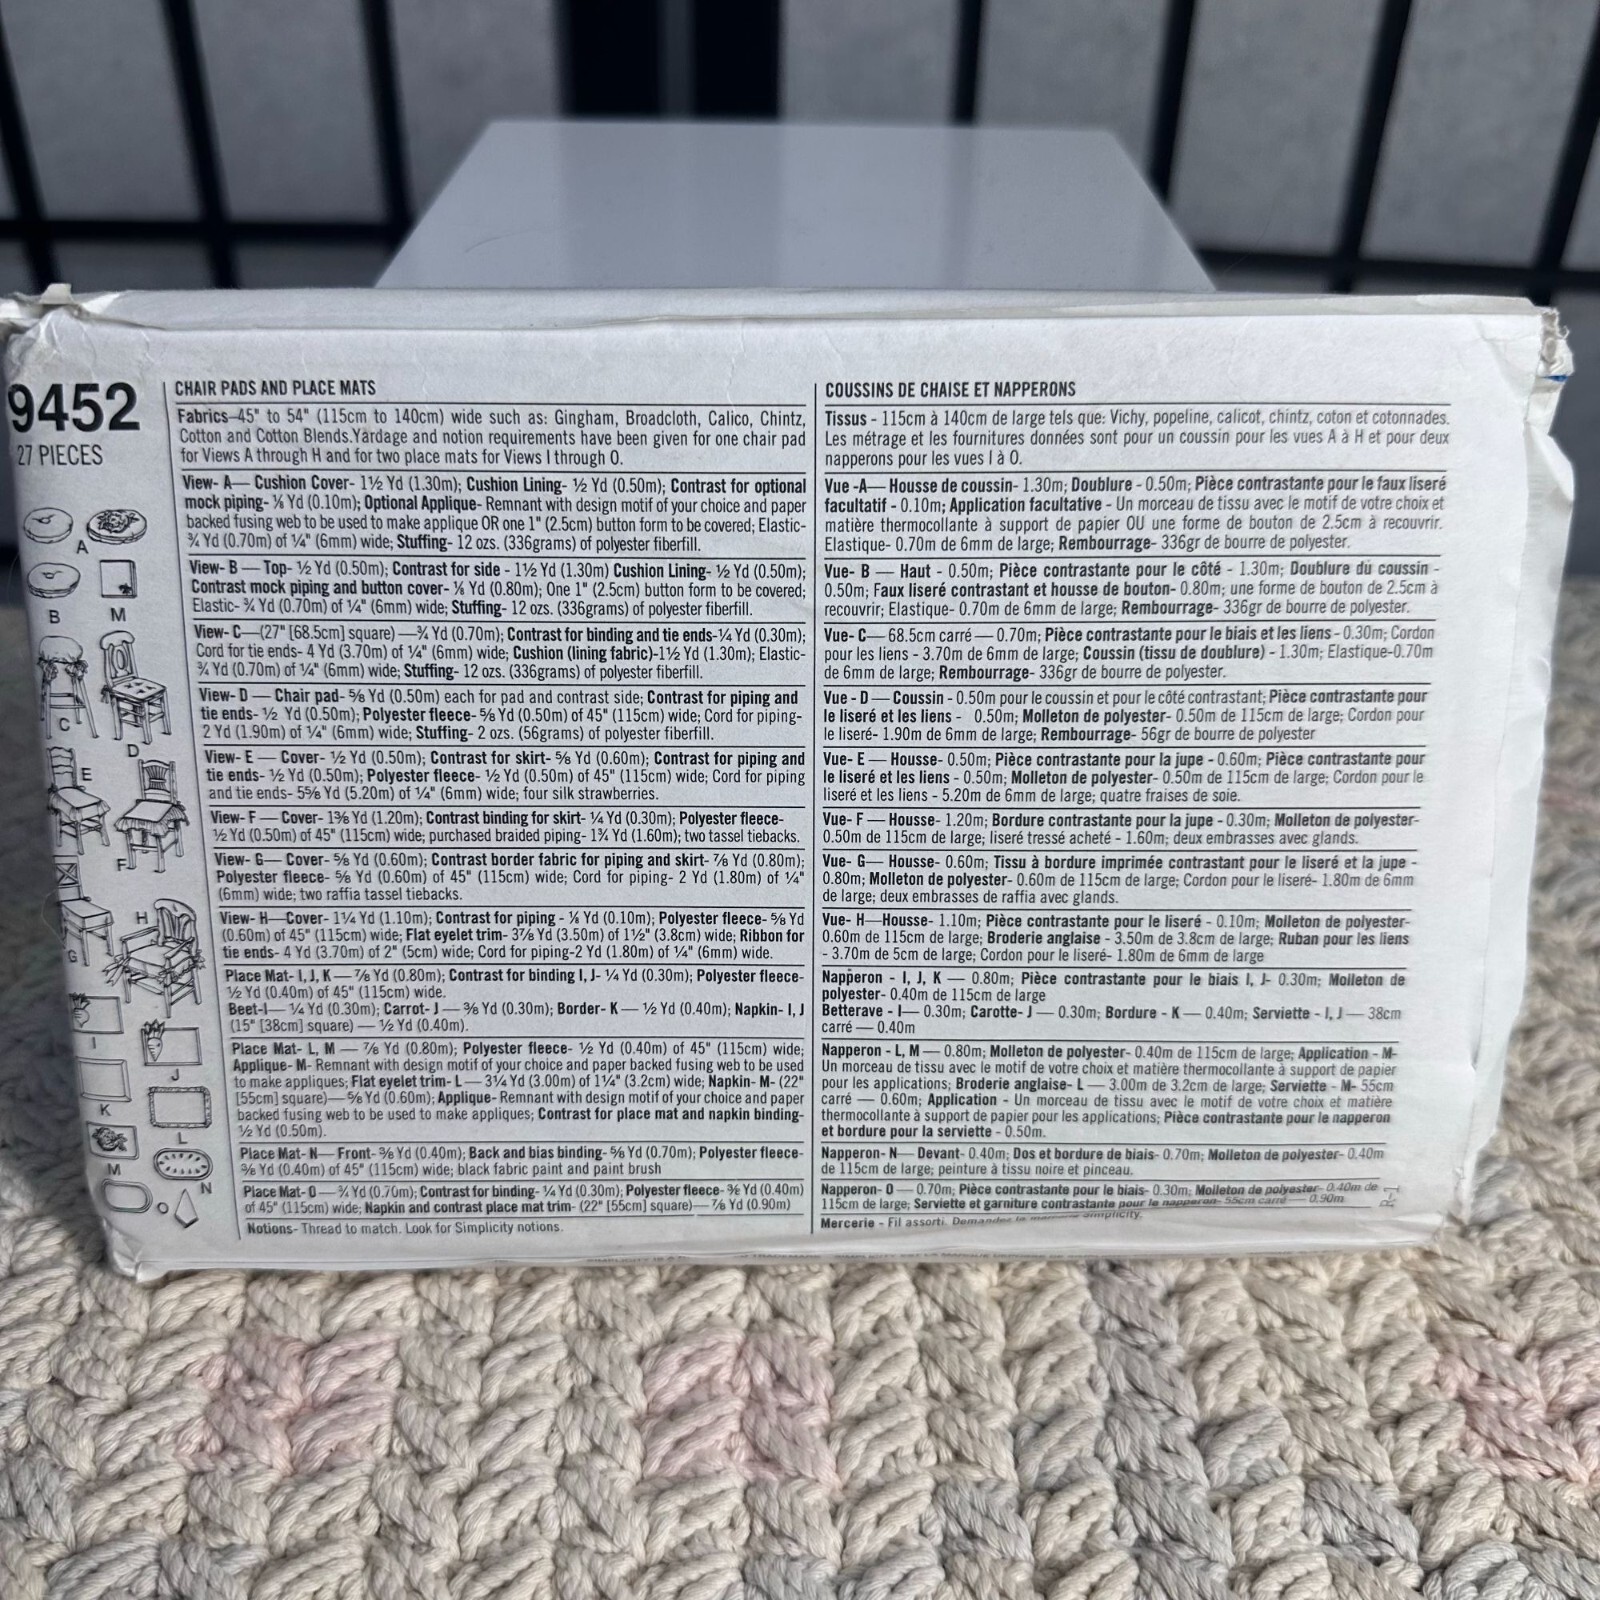 9452
27 PIECES
A
B
M
C
D
E
F
G
H
I
J
K
L
M
N
O
CHAIR PADS AND PLACE MATS
Fabrics–45" to 54" (115cm to 140cm) wide such as: Gingham, Broadcloth, Calico, Chintz,
Cotton and Cotton Blends.Yardage and notion requirements have been given for one chair pad
for Views A through H and for two place mats for Views I through O.
View- A— Cushion Cover- 1½ Yd (1.30m); Cushion Lining- ½ Yd (0.50m); Contrast for optional
mock piping- ⅛ Yd (0.10m); Optional Applique- Remnant with design motif of your choice and paper
backed fusing web to be used to make applique OR one 1" (2.5cm) button form to be covered; Elastic-
¾ Yd (0.70m) of ¼" (6mm) wide; Stuffing- 12 ozs. (336grams) of polyester fiberfill.
View- B — Top- ½ Yd (0.50m); Contrast for side - 1½ Yd (1.30m) Cushion Lining- ½ Yd (0.50m);
Contrast mock piping and button cover- ⅛ Yd (0.80m); One 1" (2.5cm) button form to be covered;
Elastic- ¾ Yd (0.70m) of ¼" (6mm) wide; Stuffing- 12 ozs. (336grams) of polyester fiberfill.
View- C—(27" [68.5cm] square) —¾ Yd (0.70m); Contrast for binding and tie ends-¼ Yd (0.30m);
Cord for tie ends- 4 Yd (3.70m) of ¼" (6mm) wide; Cushion (lining fabric)-1½ Yd (1.30m); Elastic-
¾ Yd (0.70m) of ¼" (6mm) wide; Stuffing- 12 ozs. (336grams) of polyester fiberfill.
View- D — Chair pad- ⅝ Yd (0.50m) each for pad and contrast side; Contrast for piping and
tie ends- ½ Yd (0.50m); Polyester fleece- ⅝ Yd (0.50m) of 45" (115cm) wide; Cord for piping-
2 Yd (1.90m) of ¼" (6mm) wide; Stuffing- 2 ozs. (56grams) of polyester fiberfill.
View- E — Cover- ½ Yd (0.50m); Contrast for skirt- ⅝ Yd (0.60m); Contrast for piping and
tie ends- ½ Yd (0.50m); Polyester fleece- ½ Yd (0.50m) of 45" (115cm) wide; Cord for piping
and tie ends- 5⅝ Yd (5.20m) of ¼" (6mm) wide; four silk strawberries.
View- F — Cover- 1⅜ Yd (1.20m); Contrast binding for skirt- ¼ Yd (0.30m); Polyester fleece-
½ Yd (0.50m) of 45" (115cm) wide; purchased braided piping- 1¾ Yd (1.60m); two tassel tiebacks.
View- G — Cover- ⅝ Yd (0.60m); Contrast border fabric for piping and skirt- ⅞ Yd (0.80m);
Polyester fleece- ⅝ Yd (0.60m) of 45" (115cm) wide; Cord for piping- 2 Yd (1.80m) of ¼"
(6mm) wide; two raffia tassel tiebacks.
View- H—Cover- 1¼ Yd (1.10m); Contrast for piping - ⅛ Yd (0.10m); Polyester fleece- ⅝ Yd
(0.60m) of 45" (115cm) wide; Flat eyelet trim- 3⅞ Yd (3.50m) of 1½" (3.8cm) wide; Ribbon for
tie ends- 4 Yd (3.70m) of 2" (5cm) wide; Cord for piping-2 Yd (1.80m) of ¼" (6mm) wide.
Place Mat- I, J, K — ⅞ Yd (0.80m); Contrast for binding I, J- ¼ Yd (0.30m); Polyester fleece-
½ Yd (0.40m) of 45" (115cm) wide.
Beet-I— ¼ Yd (0.30m); Carrot- J — ⅜ Yd (0.30m); Border- K — ½ Yd (0.40m); Napkin- I, J
(15" [38cm] square) — ½ Yd (0.40m).
Place Mat- L, M — ⅞ Yd (0.80m); Polyester fleece- ½ Yd (0.40m) of 45" (115cm) wide;
Applique- M- Remnant with design motif of your choice and paper backed fusing web to be used
to make appliques; Flat eyelet trim- L — 3¼ Yd (3.00m) of 1¼" (3.2cm) wide; Napkin- M- (22"
[55cm] square)— ⅝ Yd (0.60m); Applique- Remnant with design motif of your choice and paper
backed fusing web to be used to make appliques; Contrast for place mat and napkin binding-
½ Yd (0.50m).
Place Mat- N— Front- ⅜ Yd (0.40m); Back and bias binding- ⅝ Yd (0.70m); Polyester fleece-
⅜ Yd (0.40m) of 45" (115cm) wide; black fabric paint and paint brush
Place Mat- O —¾ Yd (0.70m); Contrast for binding- ¼ Yd (0.30m); Polyester fleece- ⅜ Yd (0.40m)
of 45" (115cm) wide; Napkin and contrast place mat trim- (22" [55cm] square)— ⅞ Yd (0.90m)
Notions- Thread to match. Look for Simplicity notions.
COUSSINS DE CHAISE ET NAPPERONS
Tissus - 115cm à 140cm de large tels que: Vichy, popeline, calicot, chintz, coton et cotonnades.
Les métrage et les fournitures données sont pour un coussin pour les vues A à H et pour deux
napperons pour les vues I à O.
Vue -A— Housse de coussin- 1.30m; Doublure - 0.50m; Pièce contrastante pour le faux liseré
facultatif - 0.10m; Application facultative - Un morceau de tissu avec le motif de votre choix et
matière thermocollante à support de papier OU une forme de bouton de 2.5cm à recouvrir.
Elastique- 0.70m de 6mm de large; Rembourrage- 336gr de bourre de polyester.
Vue- B — Haut - 0.50m; Pièce contrastante pour le côté - 1.30m; Doublure du coussin -
0.50m; Faux liseré contrastant et housse de bouton- 0.80m; une forme de bouton de 2.5cm à
recouvrir; Elastique- 0.70m de 6mm de large; Rembourrage- 336gr de bourre de polyester.
Vue- C— 68.5cm carré — 0.70m; Pièce contrastante pour le biais et les liens - 0.30m; Cordon
pour les liens - 3.70m de 6mm de large; Coussin (tissu de doublure) - 1.30m; Elastique-0.70m
de 6mm de large; Rembourrage- 336gr de bourre de polyester.
Vue - D — Coussin - 0.50m pour le coussin et pour le côté contrastant; Pièce contrastante pour
le liseré et les liens - 0.50m; Molleton de polyester- 0.50m de 115cm de large; Cordon pour
le liseré- 1.90m de 6mm de large; Rembourrage- 56gr de bourre de polyester
Vue- E — Housse- 0.50m; Pièce contrastante pour la jupe - 0.60m; Pièce contrastante pour
le liseré et les liens - 0.50m; Molleton de polyester- 0.50m de 115cm de large; Cordon pour le
liseré et les liens - 5.20m de 6mm de large; quatre fraises de soie.
Vue- F — Housse- 1.20m; Bordure contrastante pour la jupe - 0.30m; Molleton de polyester-
0.50m de 115cm de large; liseré tressé acheté - 1.60m; deux embrasses avec glands.
Vue- G— Housse- 0.60m; Tissu à bordure imprimée contrastant pour le liseré et la jupe -
0.80m; Molleton de polyester- 0.60m de 115cm de large; Cordon pour le liseré- 1.80m de 6mm
de large; deux embrasses de raffia avec glands.
Vue- H—Housse- 1.10m; Pièce contrastante pour le liseré - 0.10m; Molleton de polyester-
0.60m de 115cm de large; Broderie anglaise - 3.50m de 3.8cm de large; Ruban pour les liens
- 3.70m de 5cm de large; Cordon pour le liseré- 1.80m de 6mm de large
Napperon - I, J, K — 0.80m; Pièce contrastante pour le biais I, J- 0.30m; Molleton de
polyester- 0.40m de 115cm de large
Betterave - I— 0.30m; Carotte- J — 0.30m; Bordure - K — 0.40m; Serviette - I, J — 38cm
carré — 0.40m
Napperon - L, M — 0.80m; Molleton de polyester- 0.40m de 115cm de large; Application - M-
Un morceau de tissu avec le motif de votre choix et matière thermocollante à support de papier
pour les applications; Broderie anglaise- L — 3.00m de 3.2cm de large; Serviette - M- 55cm
carré — 0.60m; Application - Un morceau de tissu avec le motif de votre choix et matière
thermocollante à support de papier pour les applications; Pièce contrastante pour le napperon
et bordure pour la serviette - 0.50m.
Napperon- N— Devant- 0.40m; Dos et bordure de biais- 0.70m; Molleton de polyester- 0.40m
de 115cm de large; peinture à tissu noire et pinceau.
Napperon- O — 0.70m; Pièce contrastante pour le biais- 0.30m; Molleton de polyester- 0.40m de
115cm de large; Serviette et garniture contrastante pour le napperon- 55cm carré — 0.90m
Mercerie - Fil assorti. Demandez la mercerie Simplicity.